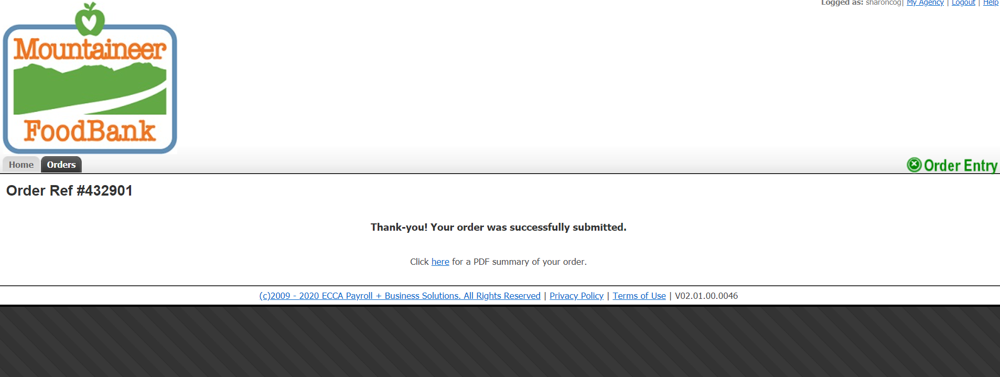 Logged as: sharoncog| My Agency | Logout | Help
Mountaineer
FoodBank
Home Orders
Order Entry
Order Ref #432901
Thank-you! Your order was successfully submitted.
Click here for a PDF summary of your order.
(c)2009 - 2020 ECCA Payroll + Business Solutions. All Rights Reserved | Privacy Policy | Terms of Use | V02.01.00.0046